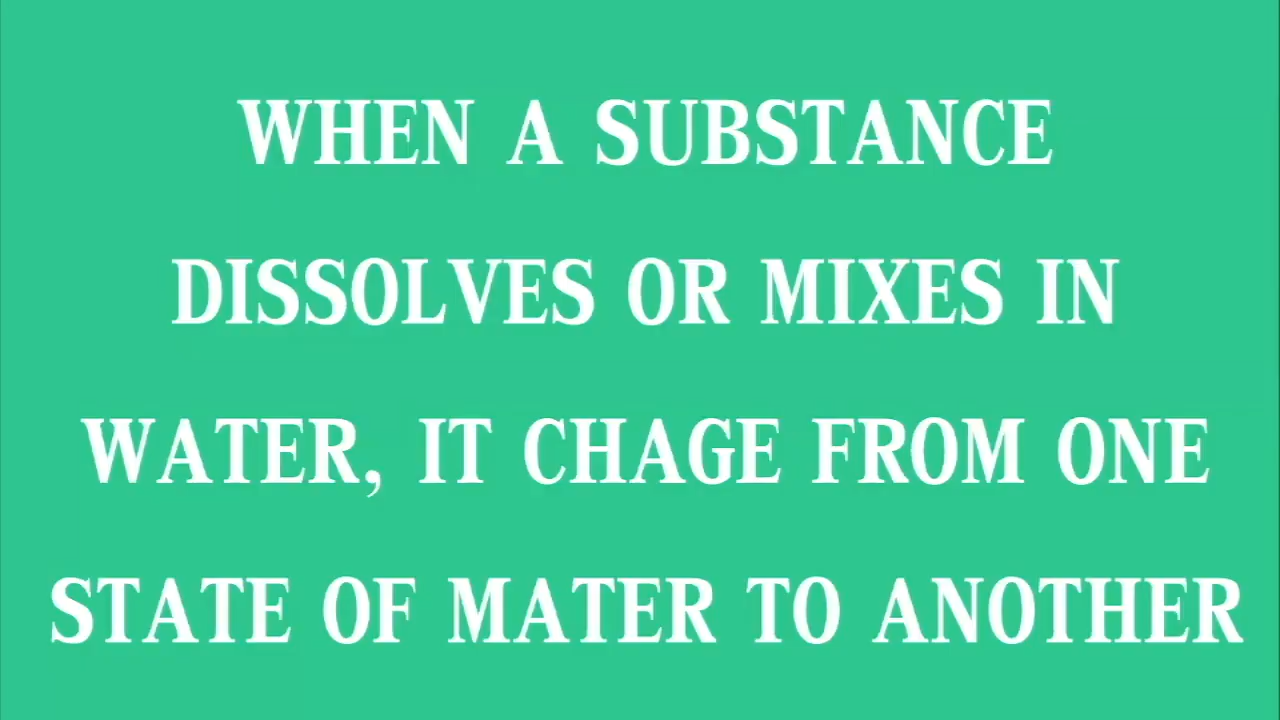 WHEN A SUBSTANCE
DISSOLVES OR MIXES IN
WATER, IT CHAGE FROM ONE
STATE OF MATER TO ANOTHER